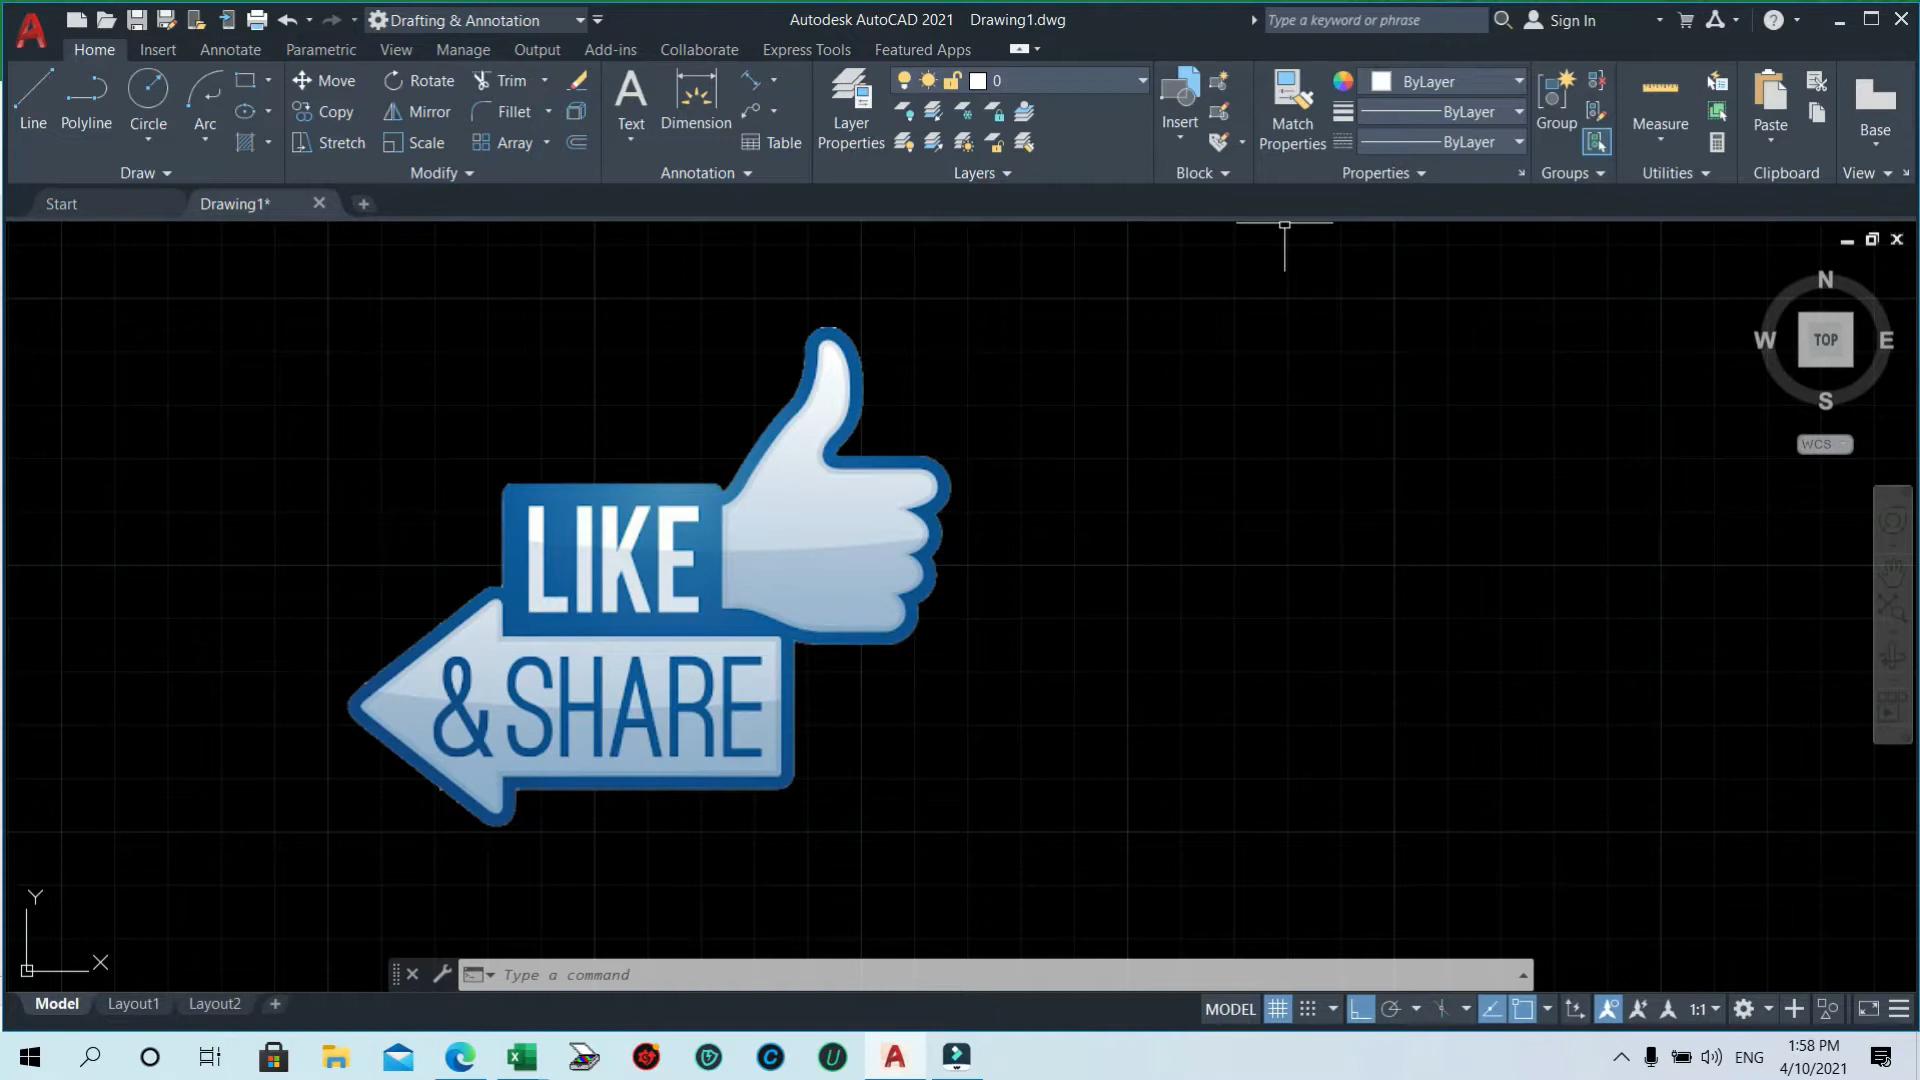 Drafting & Annotation
Autodesk AutoCAD 2021 Drawing1.dwg
Type a keyword or phrase
Sign In
Home Insert Annotate Parametric View Manage Output Add-ins Collaborate Express Tools Featured Apps
Line Polyline Circle Arc
Move Rotate Trim
Copy Mirror Fillet
Stretch Scale Array
Text Dimension Table
Layer Properties
0
Insert
Match Properties
ByLayer
ByLayer
ByLayer
Group
Measure
Paste
Base
Draw Modify Annotation Layers Block Properties Groups Utilities Clipboard View
Start Drawing1*
N
W TOP E
S
WCS
LIKE
& SHARE
Y
X
Type a command
Model Layout1 Layout2
MODEL 1:1
ENG
1:58 PM
4/10/2021